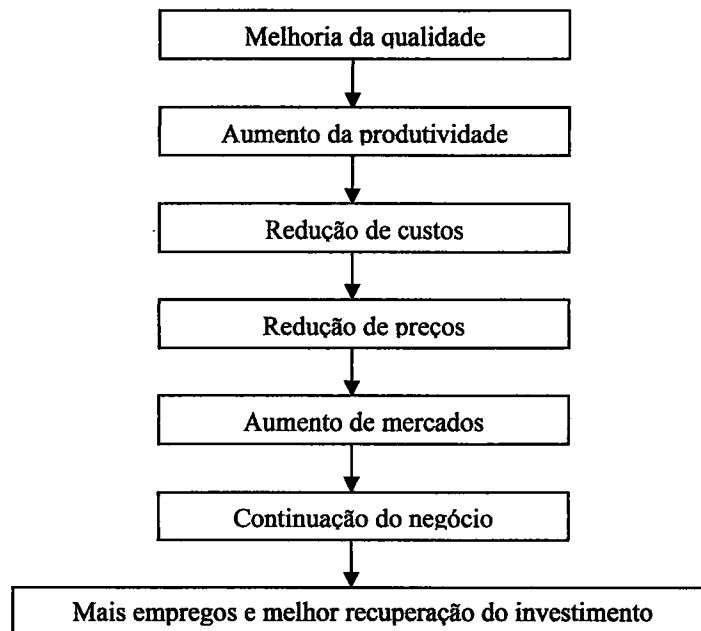 Melhoria da qualidade
Aumento da produtividade
Redução de custos
Redução de preços
Aumento de mercados
Continuação do negócio
Mais empregos e melhor recuperação do investimento